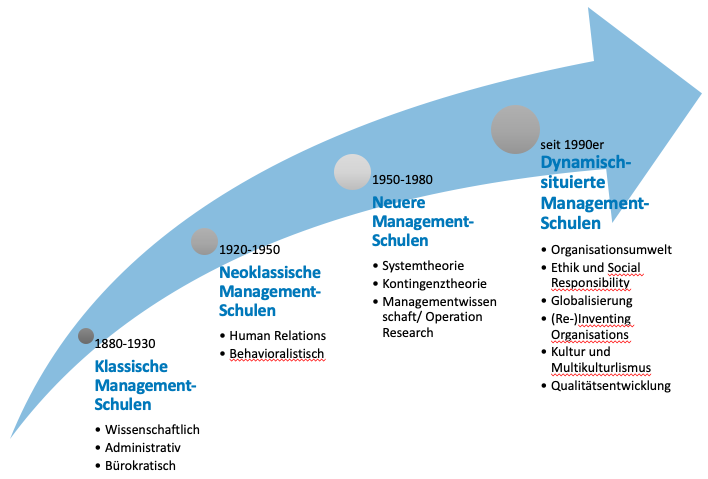 1880-1930
Klassische
Management-
Schulen
• Wissenschaftlich
• Administrativ
• Bürokratisch
1920-1950
Neoklassische
Management-
Schulen
• Human Relations
• Behavioralistisch
1950-1980
Neuere
Management-
Schulen
• Systemtheorie
• Kontingenztheorie
• Managementwissen
schaft/ Operation
Research
seit 1990er
Dynamisch-
situierte
Management-
Schulen
• Organisationsumwelt
• Ethik und Social
Responsibility
• Globalisierung
• (Re-)Inventing
Organisations
• Kultur und
Multikulturlismus
• Qualitätsentwicklung